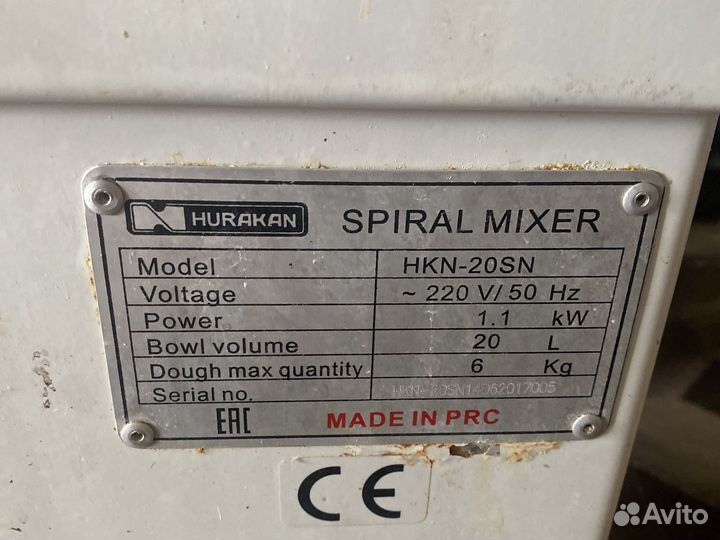 HURAKAN SPIRAL MIXER
Model HKN-20SN
Voltage ~ 220 V/ 50 Hz
Power 1.1 kW
Bowl volume 20 L
Dough max quantity 6 Kg
Serial no.
EAC MADE IN PRC
CE
Avito